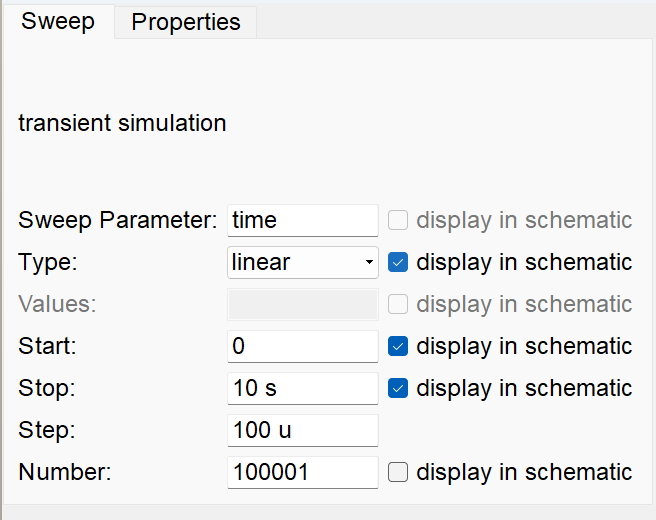 Sweep Properties
transient simulation
Sweep Parameter: time display in schematic
Type: linear display in schematic
Values: display in schematic
Start: 0 display in schematic
Stop: 10 s display in schematic
Step: 100 u
Number: 100001 display in schematic